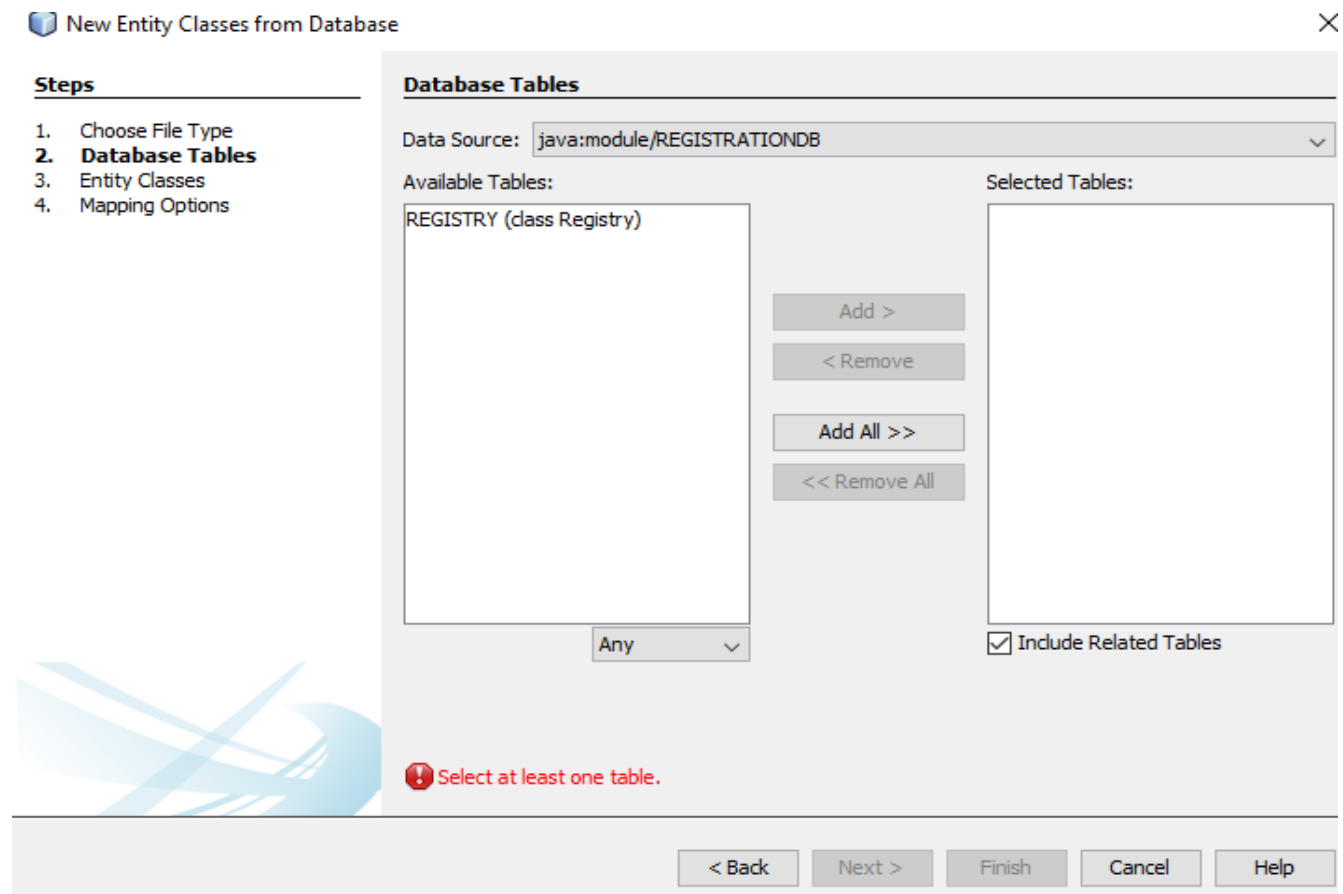 New Entity Classes from Database
Steps
1. Choose File Type
2. Database Tables
3. Entity Classes
4. Mapping Options
Database Tables
Data Source: java:module/REGISTRATIONDB
Available Tables:
REGISTRY (class Registry)
Any
Add >
< Remove
Add All >>
<< Remove All
Selected Tables:
Include Related Tables
Select at least one table.
< Back Next > Finish Cancel Help